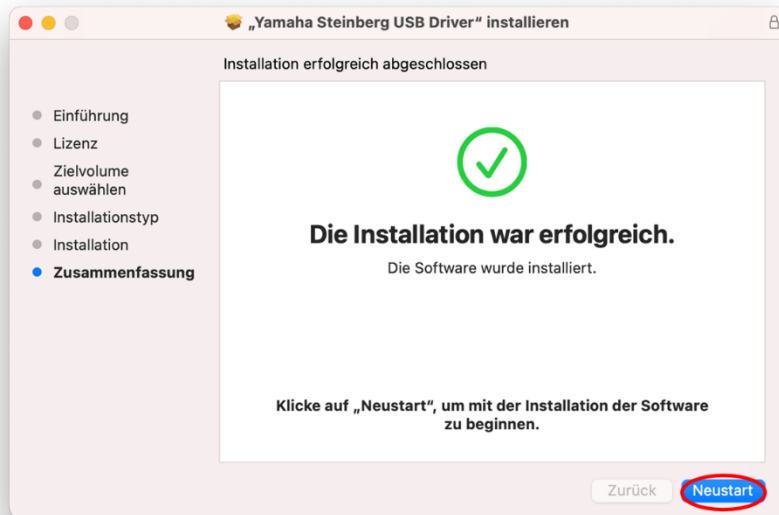 „Yamaha Steinberg USB Driver“ installieren
Installation erfolgreich abgeschlossen
Einführung
Lizenz
Zielvolume
auswählen
Installationstyp
Installation
Zusammenfassung
Die Installation war erfolgreich.
Die Software wurde installiert.
Klicke auf „Neustart“, um mit der Installation der Software
zu beginnen.
Zurück
Neustart